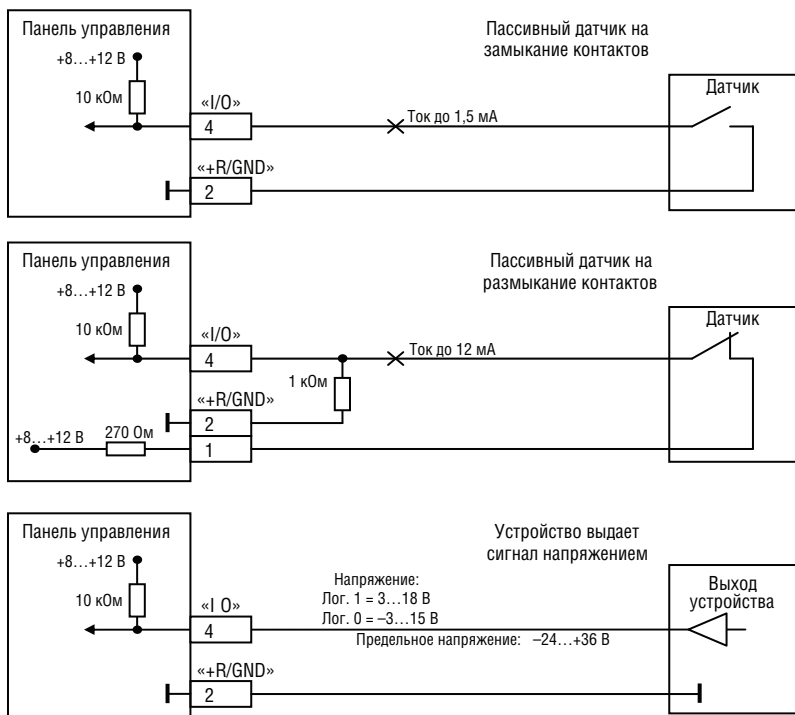 Панель управления
Пассивный датчик на
замыкание контактов
+8...+12 В
10 кОм
«I/O»
4
Ток до 1,5 мА
Датчик
«+R/GND»
2
Панель управления
Пассивный датчик на
размыкание контактов
+8...+12 В
10 кОм
«I/O»
4
Ток до 12 мА
Датчик
1 кОм
«+R/GND»
2
+8...+12 В
270 Ом
1
Панель управления
Устройство выдает
сигнал напряжением
+8...+12 В
10 кОм
«I O»
4
Напряжение:
Лог. 1 = 3...18 В
Лог. 0 = –3...15 В
Предельное напряжение: –24...+36 В
Выход
устройства
«+R/GND»
2